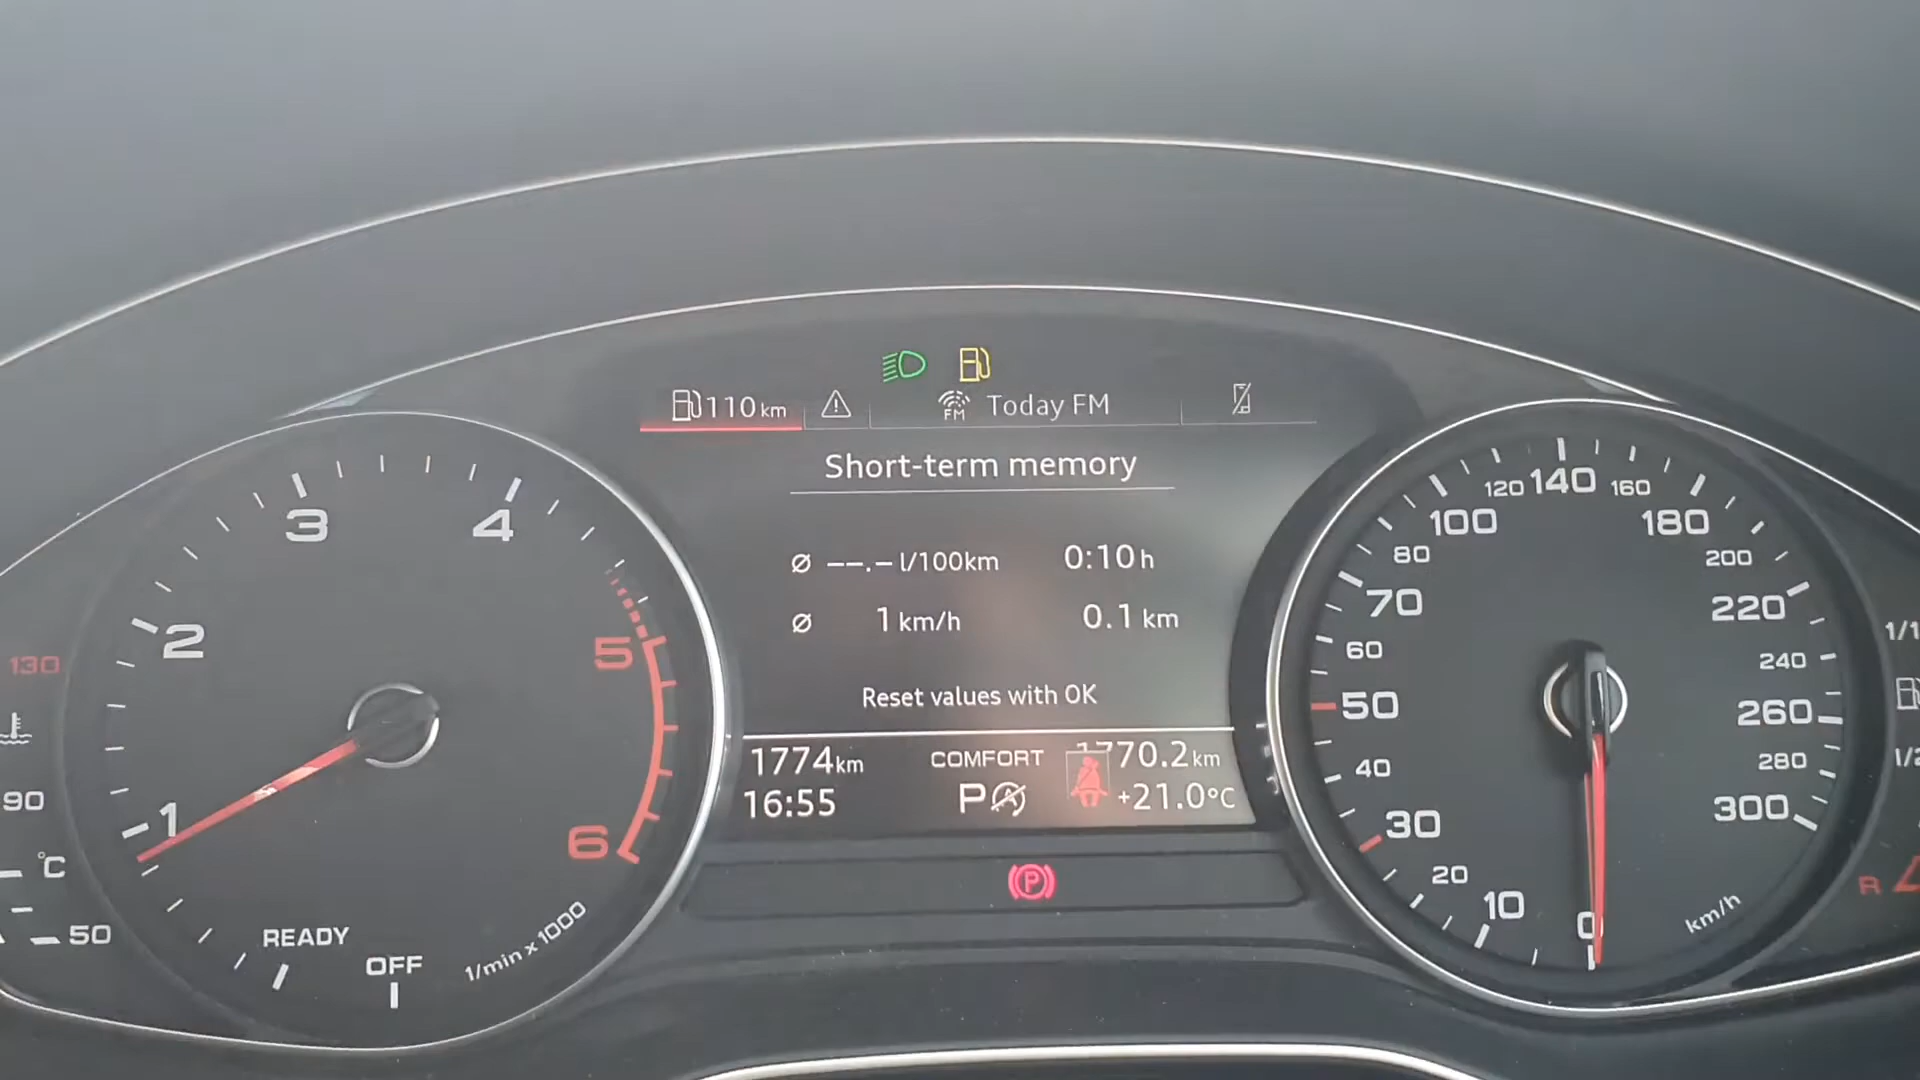 110 km
FM Today FM
Short-term memory
Ø --.- l/100km 0:10 h
Ø 1 km/h 0.1 km
Reset values with OK
1774 km COMFORT 1770.2 km
16:55 P A +21.0°C
P
1 2 3 4 5 6
READY
OFF
1/min x 1000
130
90
°C
50
0 10 20 30 40 50 60 70 80 100 120 140 160 180 200 220 240 260 280 300
km/h
1/1
1/2
R